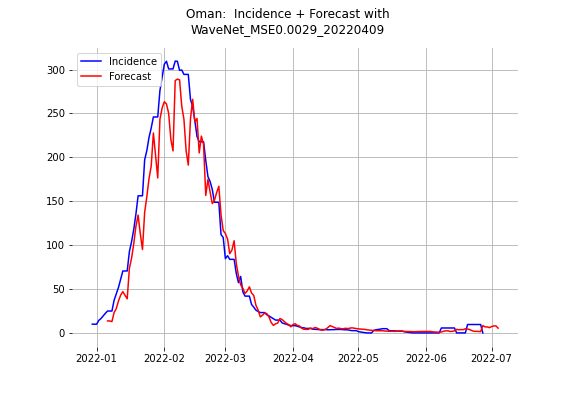 Oman:  Incidence + Forecast with
WaveNet_MSE0.0029_20220409
Incidence
Forecast
300
250
200
150
100
50
0
2022-01 2022-02 2022-03 2022-04 2022-05 2022-06 2022-07